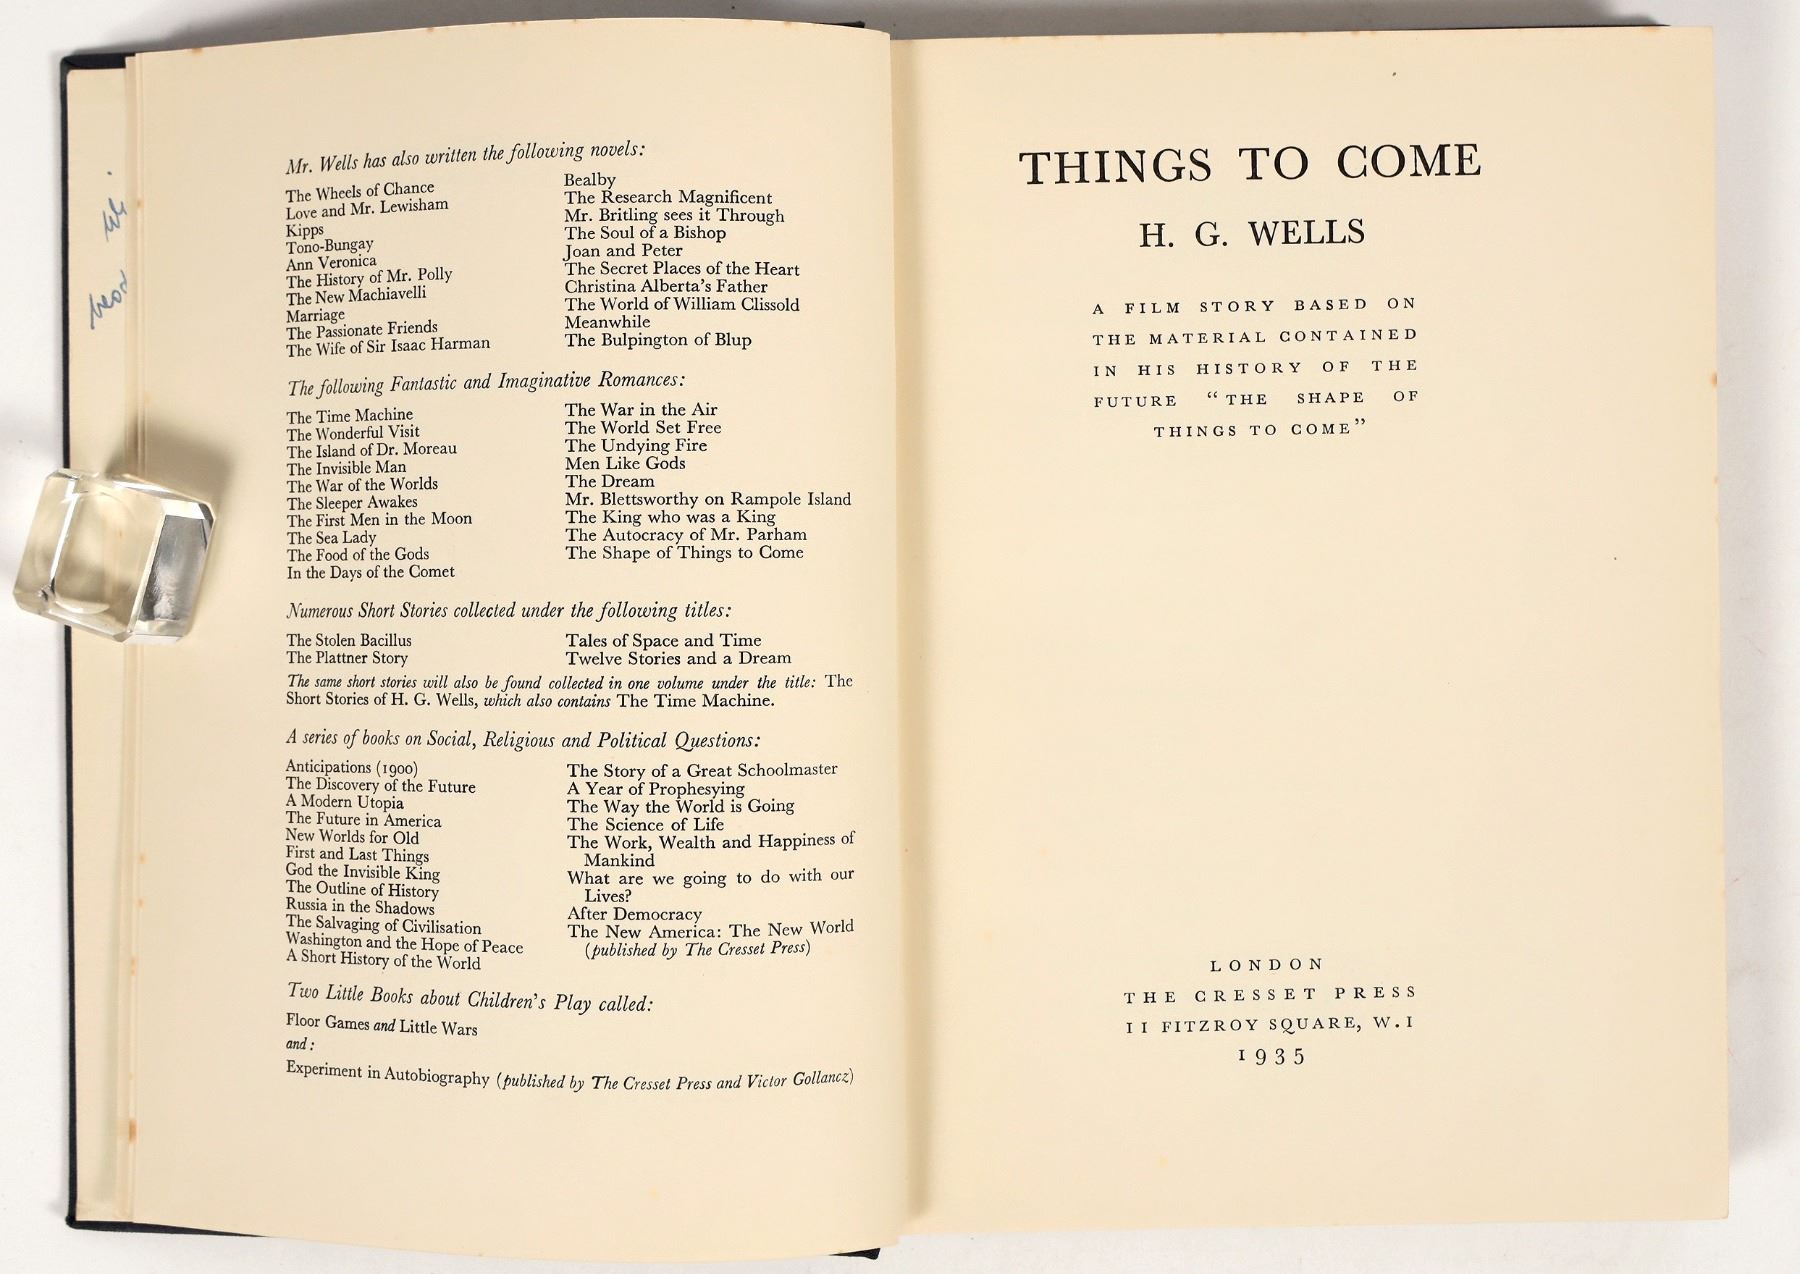 Mr. Wells has also written the following novels:
The Wheels of Chance
Love and Mr. Lewisham
Kipps
Tono-Bungay
Ann Veronica
The History of Mr. Polly
The New Machiavelli
Marriage
The Passionate Friends
The Wife of Sir Isaac Harman
Bealby
The Research Magnificent
Mr. Britling sees it Through
The Soul of a Bishop
Joan and Peter
The Secret Places of the Heart
Christina Alberta's Father
The World of William Clissold
Meanwhile
The Bulpington of Blup
The following Fantastic and Imaginative Romances:
The Time Machine
The Wonderful Visit
The Island of Dr. Moreau
The Invisible Man
The War of the Worlds
The Sleeper Awakes
The First Men in the Moon
The Sea Lady
The Food of the Gods
In the Days of the Comet
The War in the Air
The World Set Free
The Undying Fire
Men Like Gods
The Dream
Mr. Blettsworthy on Rampole Island
The King who was a King
The Autocracy of Mr. Parham
The Shape of Things to Come
Numerous Short Stories collected under the following titles:
The Stolen Bacillus
The Plattner Story
Tales of Space and Time
Twelve Stories and a Dream
The same short stories will also be found collected in one volume under the title: The
Short Stories of H. G. Wells, which also contains The Time Machine.
A series of books on Social, Religious and Political Questions:
Anticipations (1900)
The Discovery of the Future
A Modern Utopia
The Future in America
New Worlds for Old
First and Last Things
God the Invisible King
The Outline of History
Russia in the Shadows
The Salvaging of Civilisation
Washington and the Hope of Peace
A Short History of the World
The Story of a Great Schoolmaster
A Year of Prophesying
The Way the World is Going
The Science of Life
The Work, Wealth and Happiness of
Mankind
What are we going to do with our
Lives?
After Democracy
The New America: The New World
(published by The Cresset Press)
Two Little Books about Children's Play called:
Floor Games and Little Wars
and:
Experiment in Autobiography (published by The Cresset Press and Victor Gollancz)
THINGS TO COME
H. G. WELLS
A FILM STORY BASED ON
THE MATERIAL CONTAINED
IN HIS HISTORY OF THE
FUTURE "THE SHAPE OF
THINGS TO COME"
LONDON
THE CRESSET PRESS
11 FITZROY SQUARE, W.1
1935